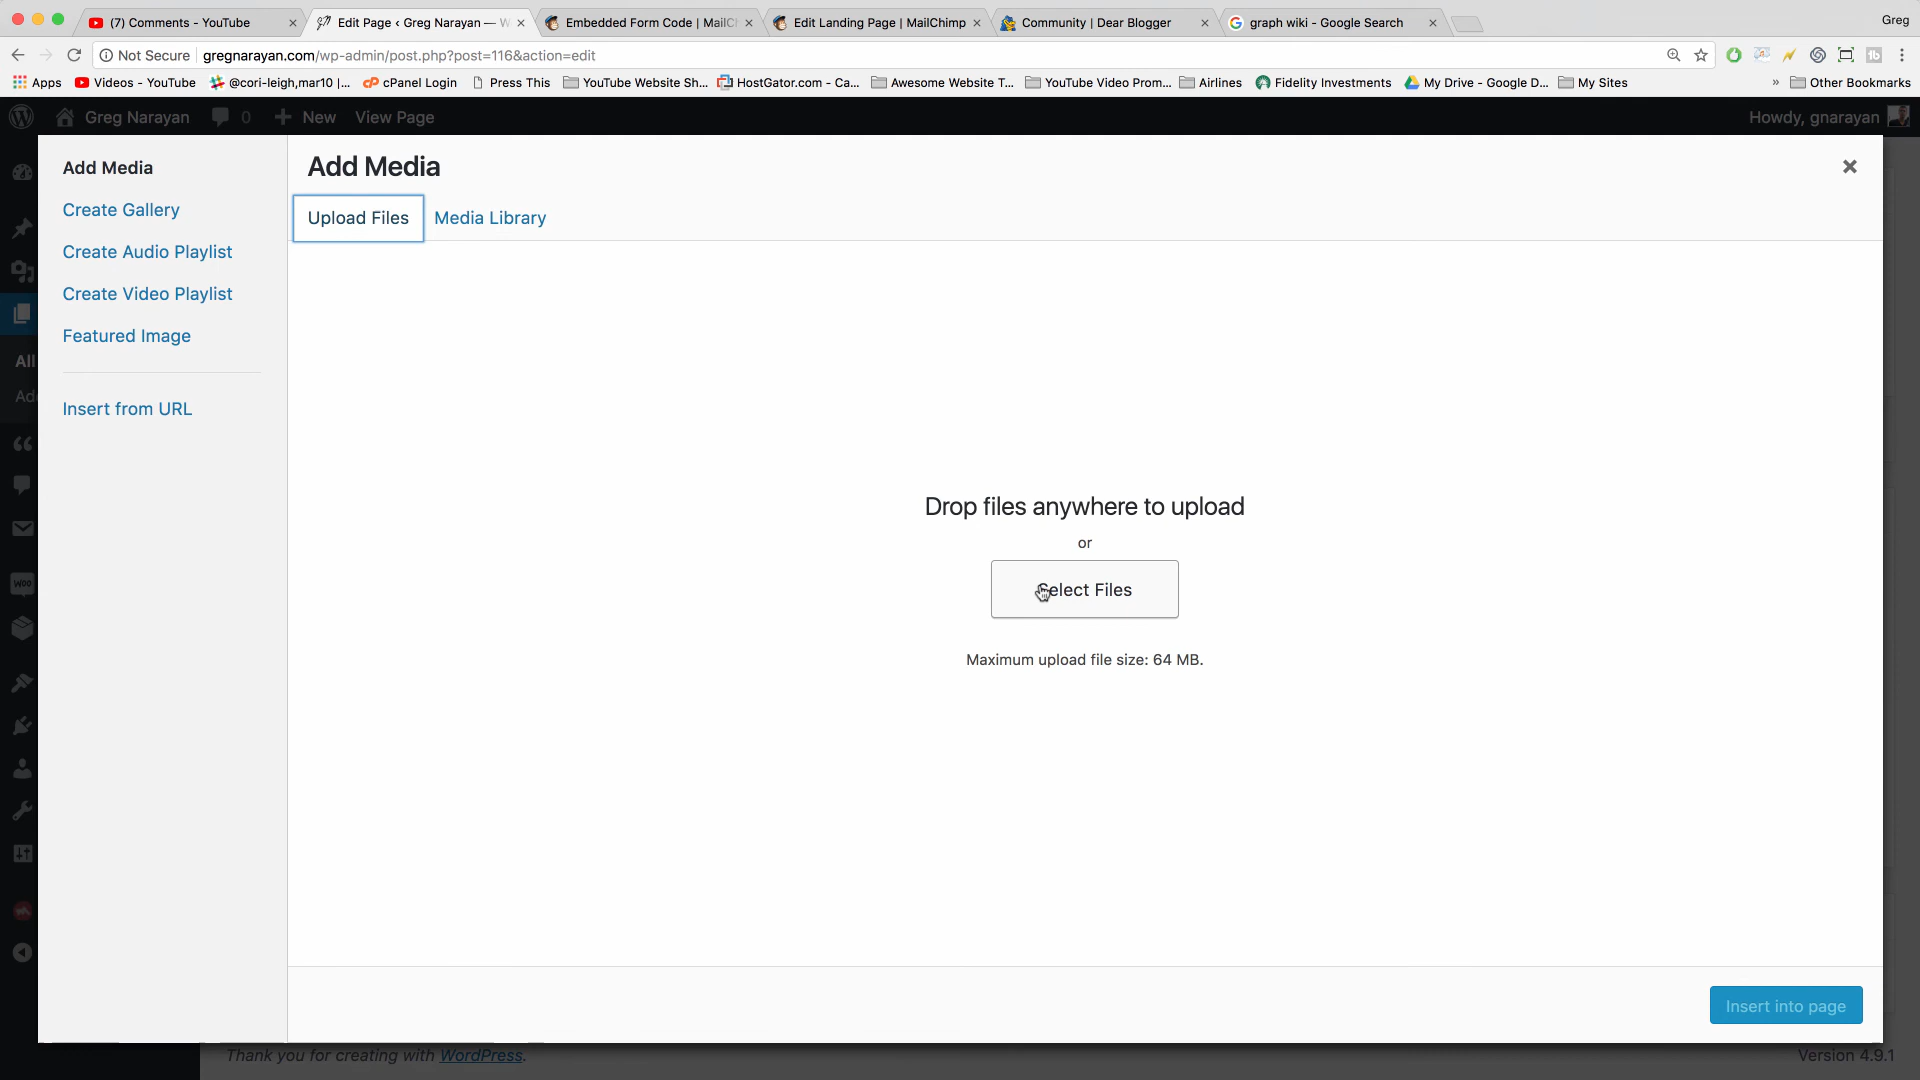 (7) Comments - YouTube
Edit Page ‹ Greg Narayan — W
Embedded Form Code | MailC
Edit Landing Page | MailChimp
Community | Dear Blogger
graph wiki - Google Search
Greg
Not Secure
gregnarayan.com/wp-admin/post.php?post=116&action=edit
Apps
Videos - YouTube
@cori-leigh,mar10 |...
cPanel Login
Press This
YouTube Website Sh...
HostGator.com - Ca...
Awesome Website T...
YouTube Video Prom...
Airlines
Fidelity Investments
My Drive - Google D...
My Sites
»
Other Bookmarks
Greg Narayan
0
New
View Page
Howdy, gnarayan
Add Media
Create Gallery
Create Audio Playlist
Create Video Playlist
Featured Image
Insert from URL
All
Ad
WOO
Add Media
Upload Files
Media Library
Drop files anywhere to upload
or
Select Files
Maximum upload file size: 64 MB.
Insert into page
Thank you for creating with WordPress.
Version 4.9.1